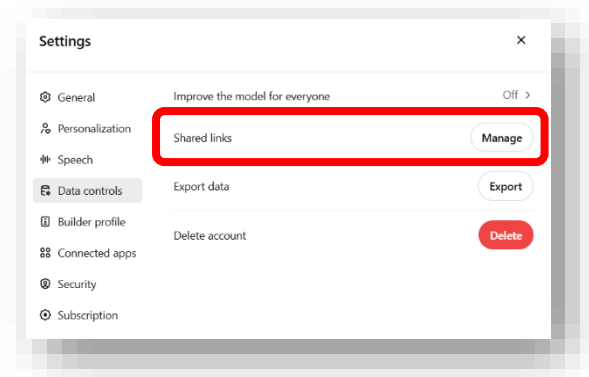 Settings
General
Personalization
Speech
Data controls
Builder profile
Connected apps
Security
Subscription
Improve the model for everyone Off >
Shared links Manage
Export data Export
Delete account Delete